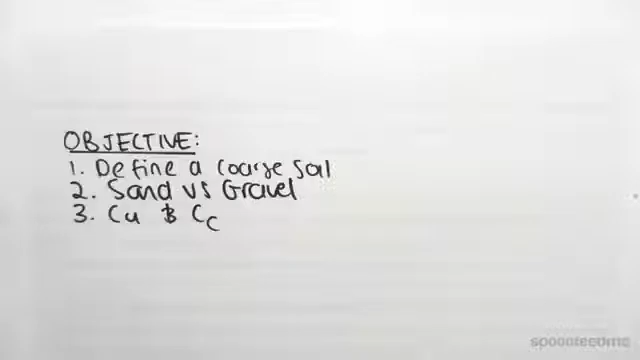 OBJECTIVE:
1. Define a coarse soil
2. Sand vs Gravel
3. Cu & Cc